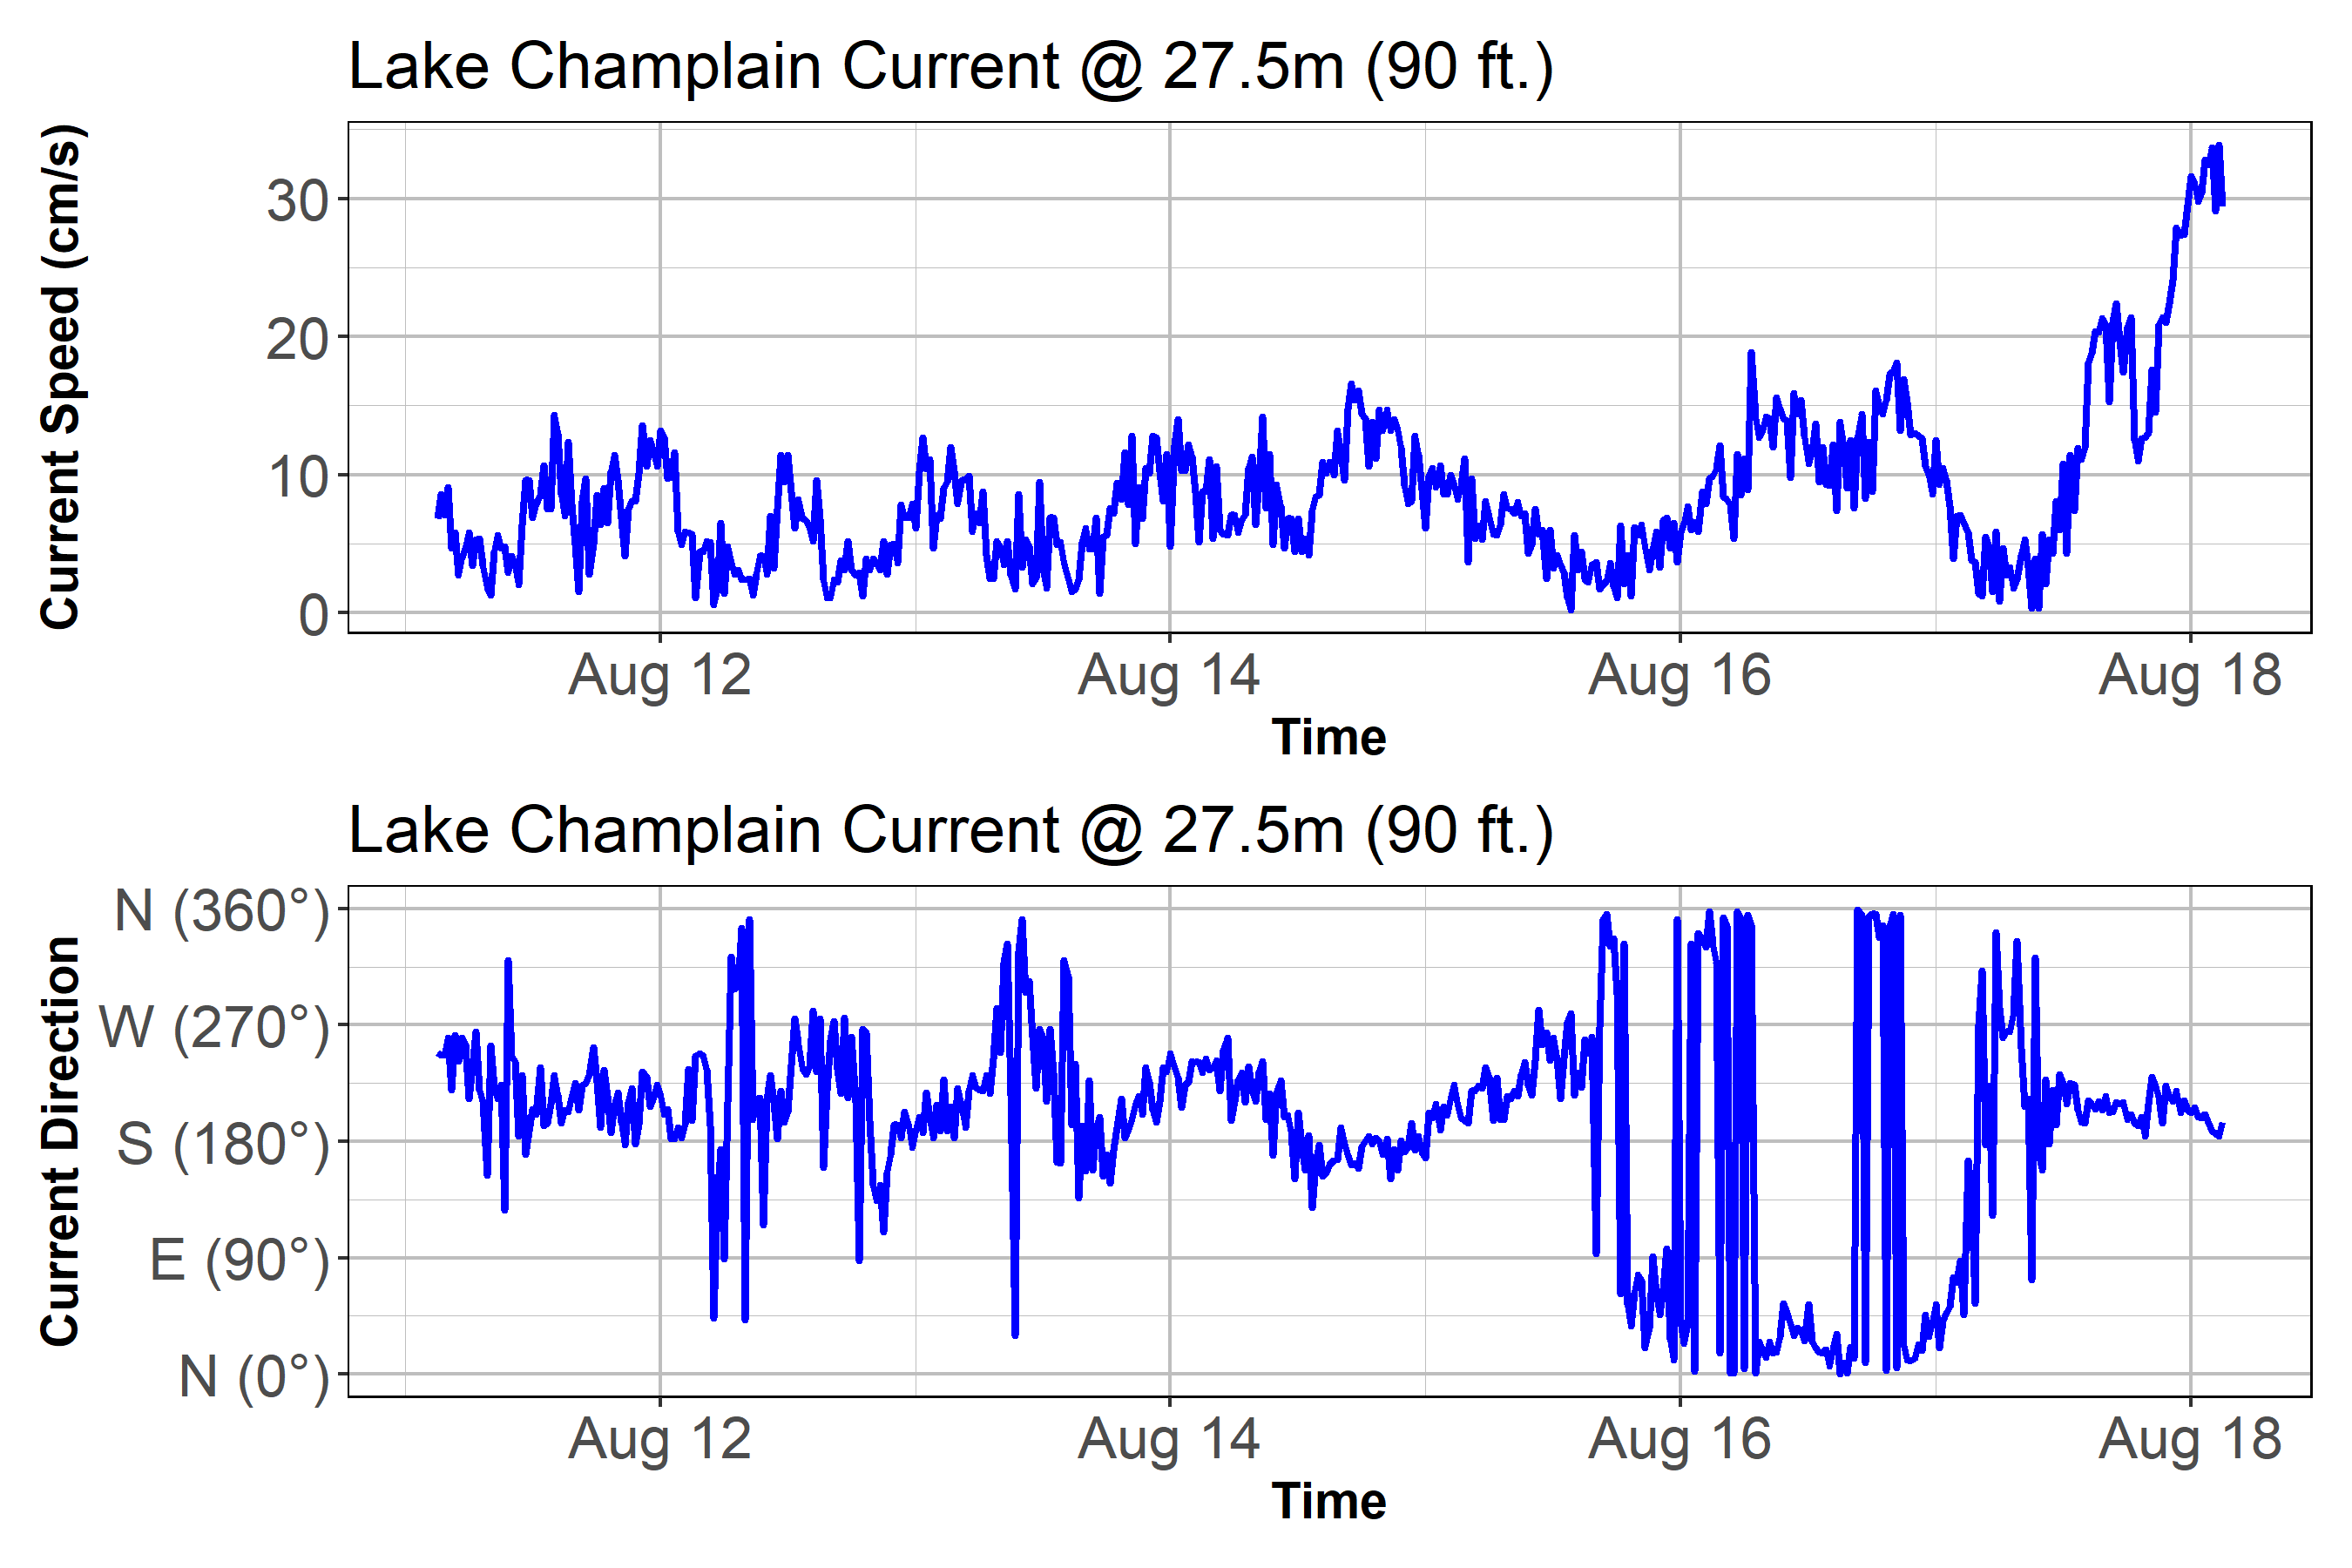 Lake Champlain Current @ 27.5m (90 ft.)
Current Speed (cm/s)
30
20
10
0
Aug 12 Aug 14 Aug 16 Aug 18
Time
Lake Champlain Current @ 27.5m (90 ft.)
Current Direction
N (360°)
W (270°)
S (180°)
E (90°)
N (0°)
Aug 12 Aug 14 Aug 16 Aug 18
Time